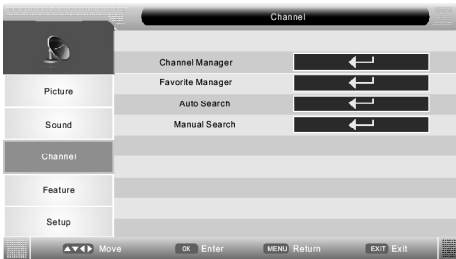 Channel
Channel Manager
Favorite Manager
Auto Search
Manual Search
Picture
Sound
Channel
Feature
Setup
Move OK Enter MENU Return EXIT Exit